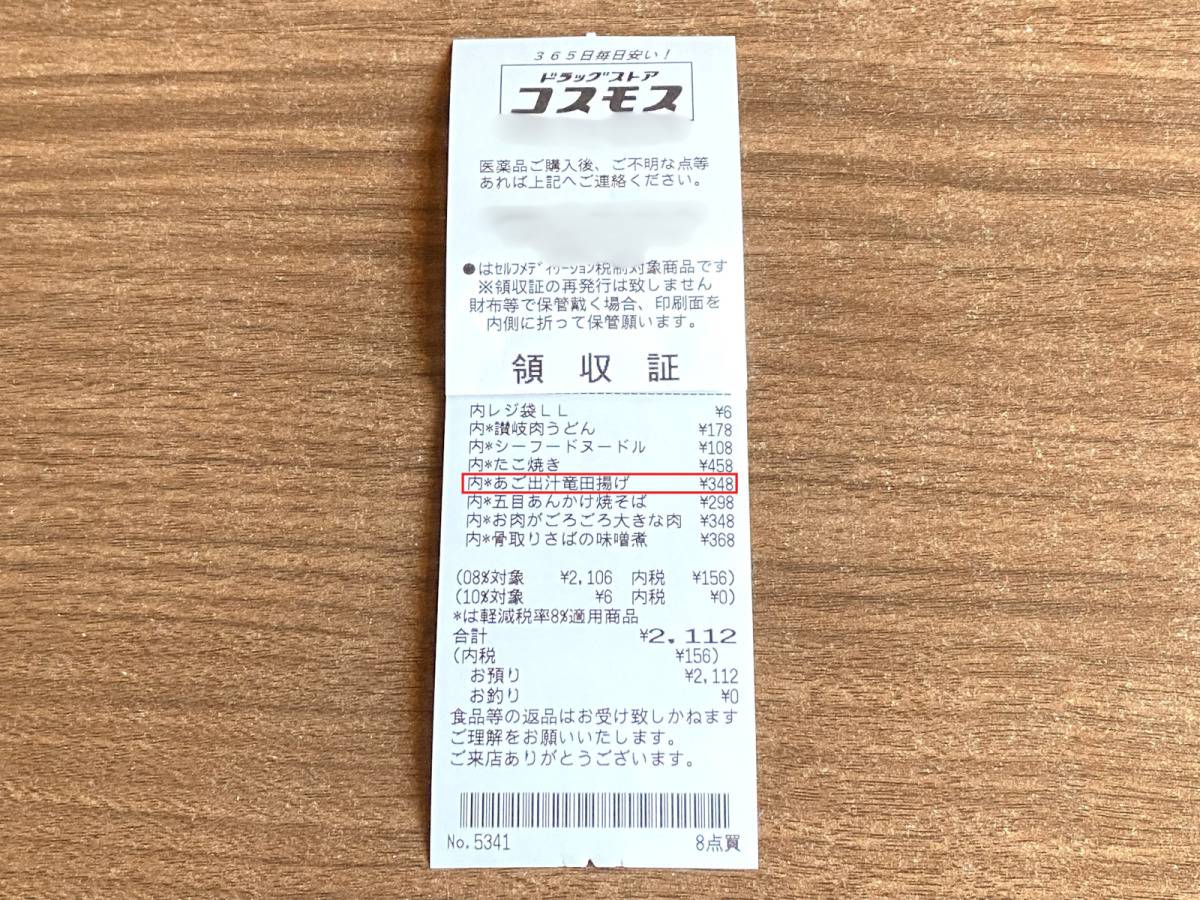 365日毎日安い!
ドラッグストア
コスモス
医薬品ご購入後、ご不明な点等
あれば上記へご連絡ください。
●はｾﾙﾌﾒﾃﾞｨｹｰｼｮﾝ税制対象商品です
※領収証の再発行は致しません
財布等で保管戴く場合、印刷面を
内側に折って保管願います。
領収証
内レジ袋LL ¥6
内*讃岐肉うどん ¥178
内*シーフードヌードル ¥108
内*たこ焼き ¥458
内*あご出汁竜田揚げ ¥348
内*五目あんかけ焼そば ¥298
内*お肉がごろごろ大きな肉 ¥348
内*骨取りさばの味噌煮 ¥368
(08%対象 ¥2,106 内税 ¥156)
(10%対象 ¥6 内税 ¥0)
*は軽減税率8%適用商品
合計 ¥2,112
(内税 ¥156)
お預り ¥2,112
お釣り ¥0
食品等の返品はお受け致しかねます
ご理解をお願いいたします。
ご来店ありがとうございます。
No.5341 8点買